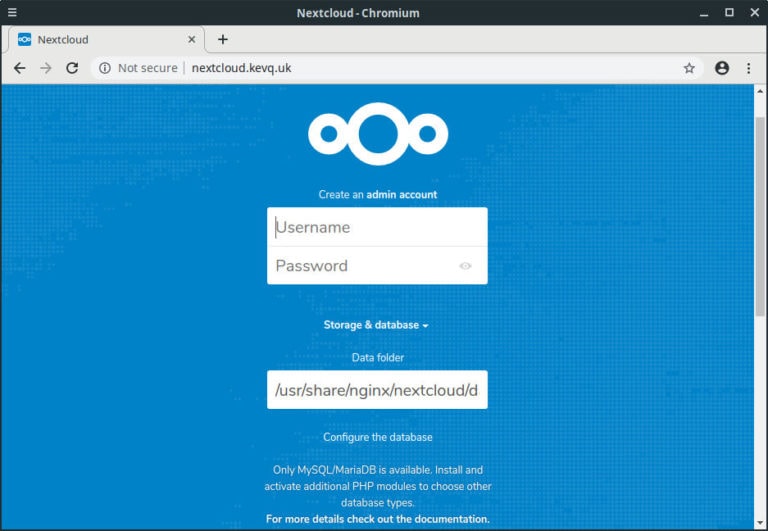 Nextcloud - Chromium
Nextcloud
Not secure nextcloud.kevq.uk
Create an admin account
Username
Password
Storage & database
Data folder
/usr/share/nginx/nextcloud/d
Configure the database
Only MySQL/MariaDB is available. Install and
activate additional PHP modules to choose other
database types.
For more details check out the documentation.